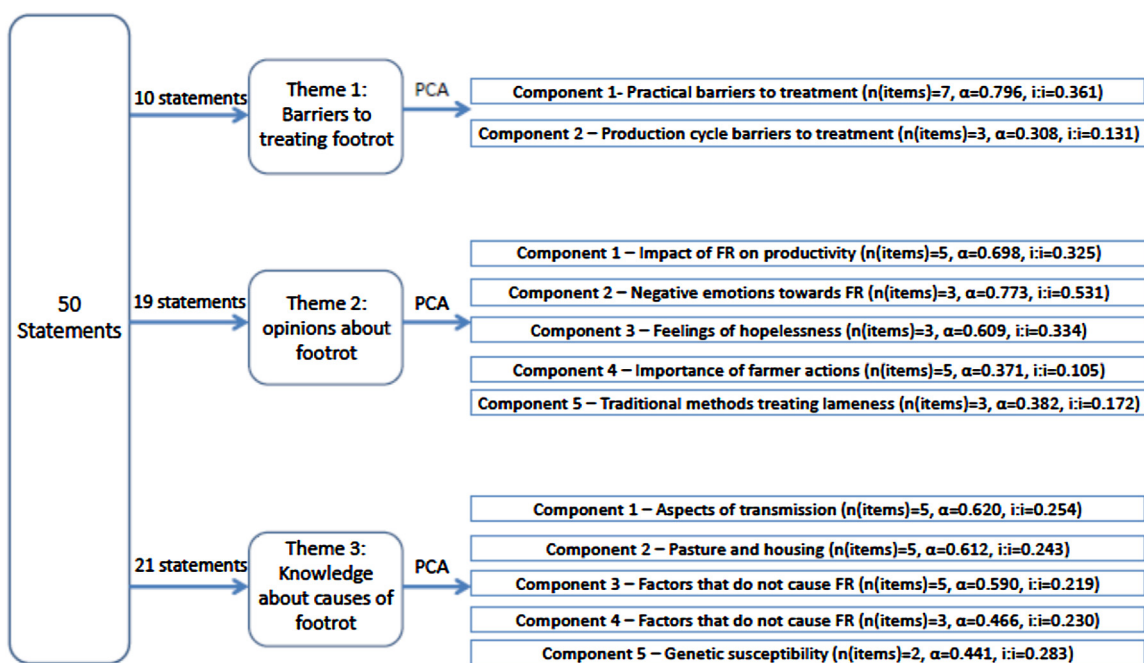 50
Statements
10 statements
Theme 1:
Barriers to
treating footrot
PCA
Component 1- Practical barriers to treatment (n(items)=7, α=0.796, i:i=0.361)
Component 2 – Production cycle barriers to treatment (n(items)=3, α=0.308, i:i=0.131)
19 statements
Theme 2:
opinions about
footrot
PCA
Component 1 – Impact of FR on productivity (n(items)=5, α=0.698, i:i=0.325)
Component 2 – Negative emotions towards FR (n(items)=3, α=0.773, i:i=0.531)
Component 3 – Feelings of hopelessness (n(items)=3, α=0.609, i:i=0.334)
Component 4 – Importance of farmer actions (n(items)=5, α=0.371, i:i=0.105)
Component 5 – Traditional methods treating lameness (n(items)=3, α=0.382, i:i=0.172)
21 statements
Theme 3:
Knowledge
about causes of
footrot
PCA
Component 1 – Aspects of transmission (n(items)=5, α=0.620, i:i=0.254)
Component 2 – Pasture and housing (n(items)=5, α=0.612, i:i=0.243)
Component 3 – Factors that do not cause FR (n(items)=5, α=0.590, i:i=0.219)
Component 4 – Factors that do not cause FR (n(items)=3, α=0.466, i:i=0.230)
Component 5 – Genetic susceptibility (n(items)=2, α=0.441, i:i=0.283)